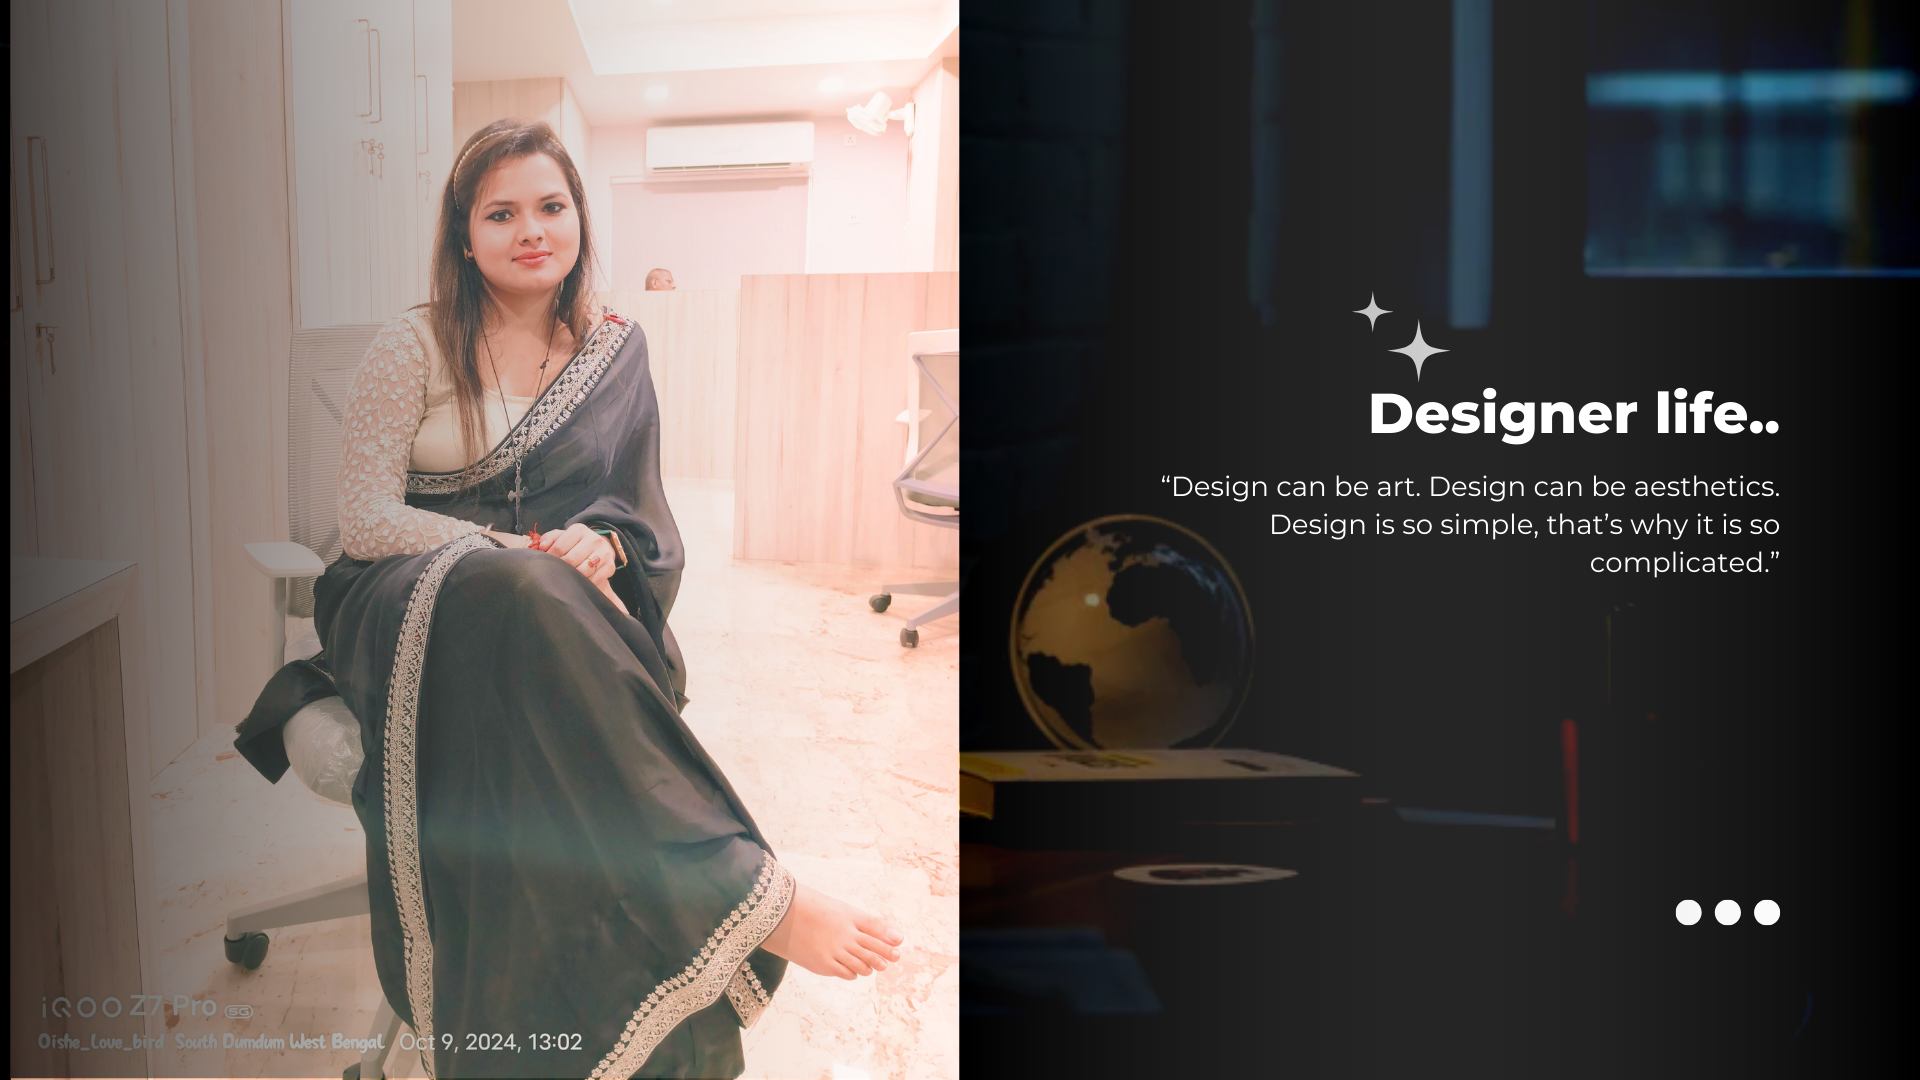 Designer life..
“Design can be art. Design can be aesthetics.
Design is so simple, that’s why it is so
complicated.”
iQOO Z7 Pro 5G
Oishe_Love_bird South Dumdum West Bengal Oct 9, 2024, 13:02